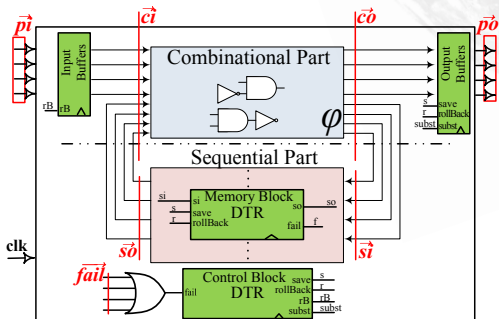 pi
ci
co
po
Input Buffers
rB
rB
Combinational Part
φ
Output Buffers
s
save
r
rollBack
subst
subst
Sequential Part
si
si
Memory Block
DTR
s
save
r
rollBack
so
so
fail
f
so
si
clk
fail
fail
Control Block
DTR
save
s
rollBack
r
rB
rB
subst
subst